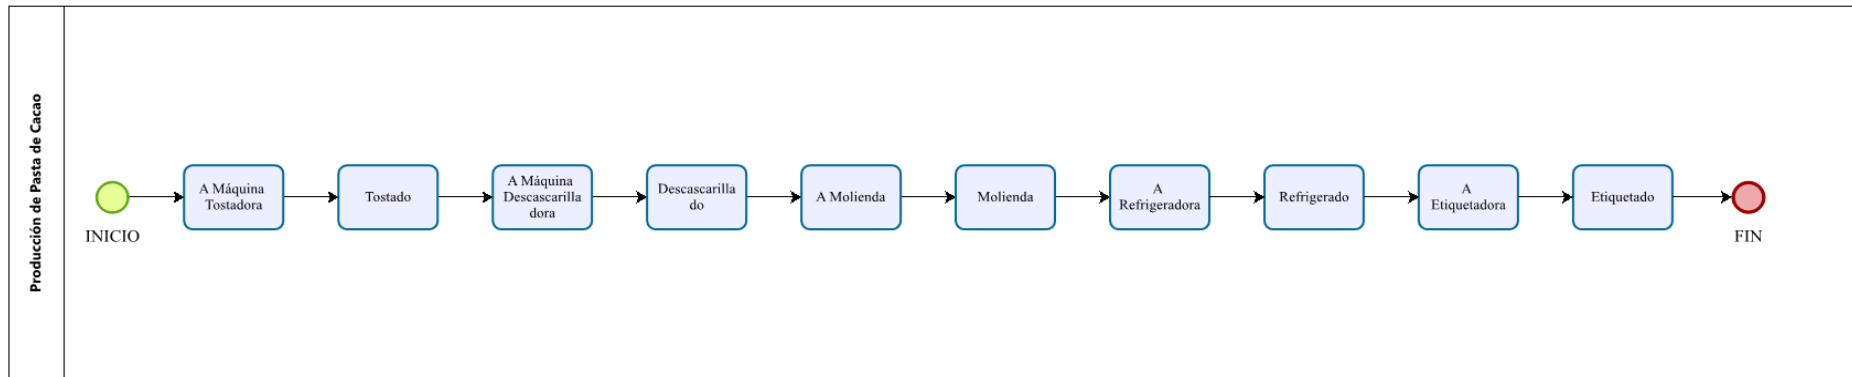 Producción de Pasta de Cacao
INICIO
A Máquina
Tostadora
Tostado
A Máquina
Descascarilla
dora
Descascarilla
do
A Molienda
Molienda
A
Refrigeradora
Refrigerado
A
Etiquetadora
Etiquetado
FIN